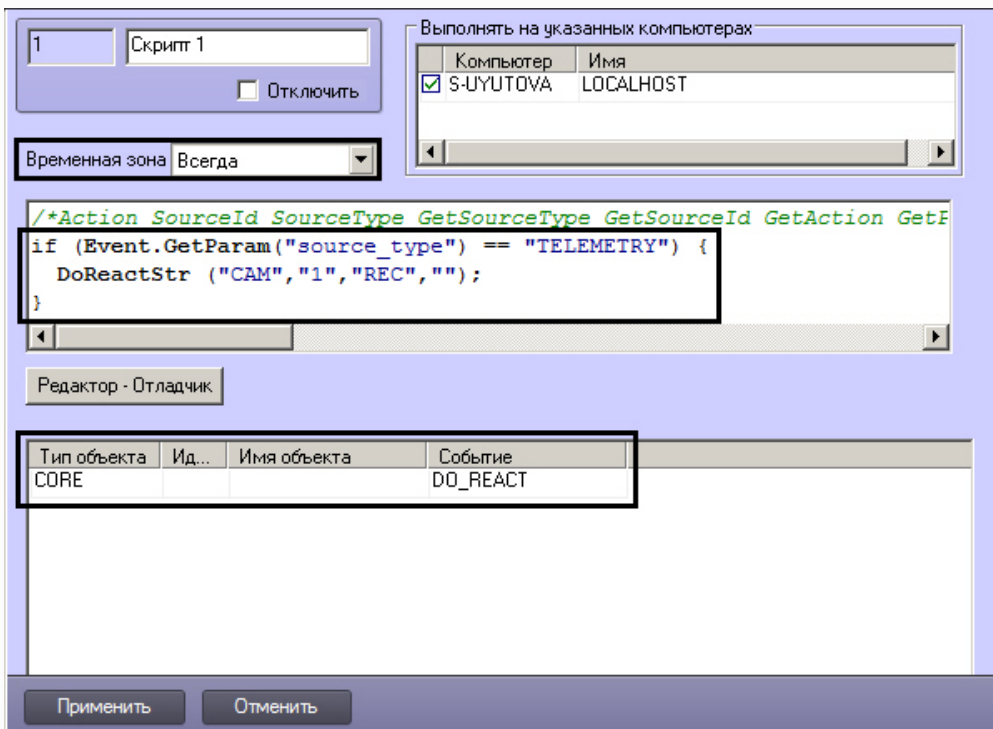 1
Скрипт 1
Отключить
Выполнять на указанных компьютерах
Компьютер Имя
S-UYUTOVA LOCALHOST
Временная зона Всегда
/*Action SourceId SourceType GetSourceType GetSourceId GetAction
if (Event.GetParam("source_type") == "TELEMETRY") {
DoReactStr ("CAM","1","REC","");
}
Редактор - Отладчик
Тип объекта Ид... Имя объекта Событие
CORE DO_REACT
Применить Отменить